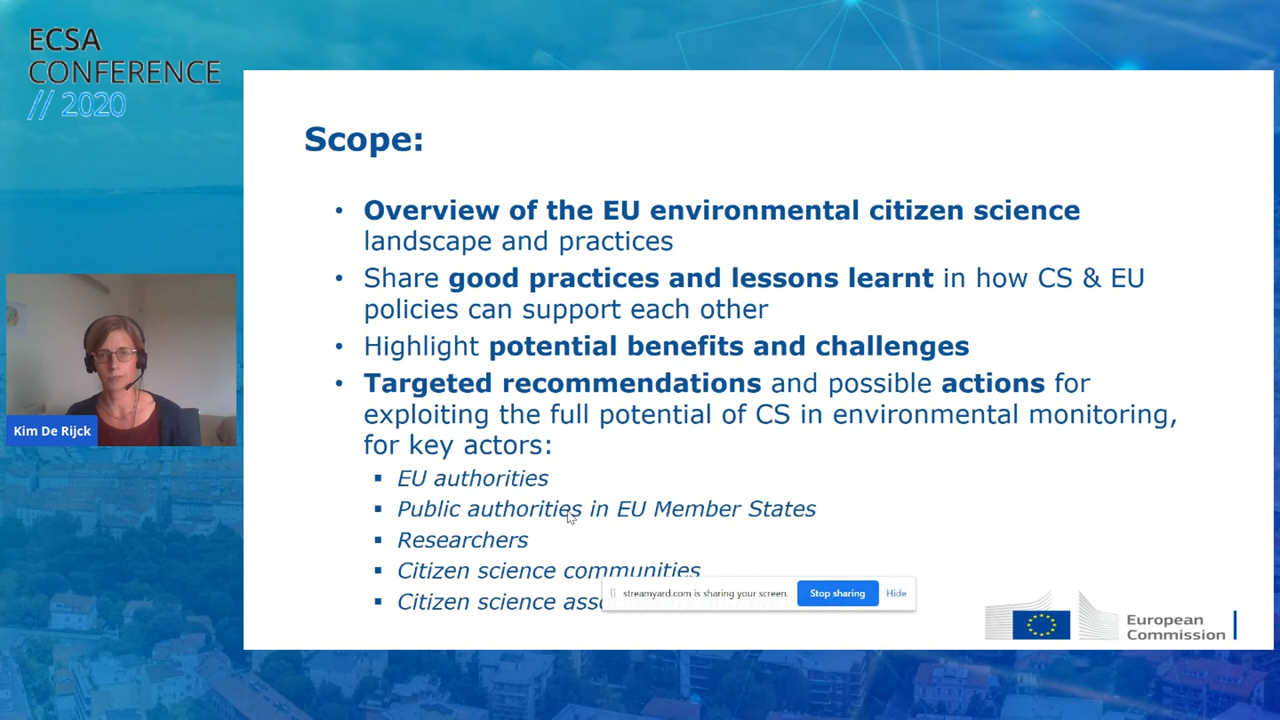 ECSA
CONFERENCE
// 2020
Scope:
• Overview of the EU environmental citizen science
landscape and practices
• Share good practices and lessons learnt in how CS & EU
policies can support each other
• Highlight potential benefits and challenges
• Targeted recommendations and possible actions for
exploiting the full potential of CS in environmental monitoring,
for key actors:
▪ EU authorities
▪ Public authorities in EU Member States
▪ Researchers
▪ Citizen science communities
▪ Citizen science
streamyard.com is sharing your screen. Stop sharing Hide
Kim De Rijck
European
Commission